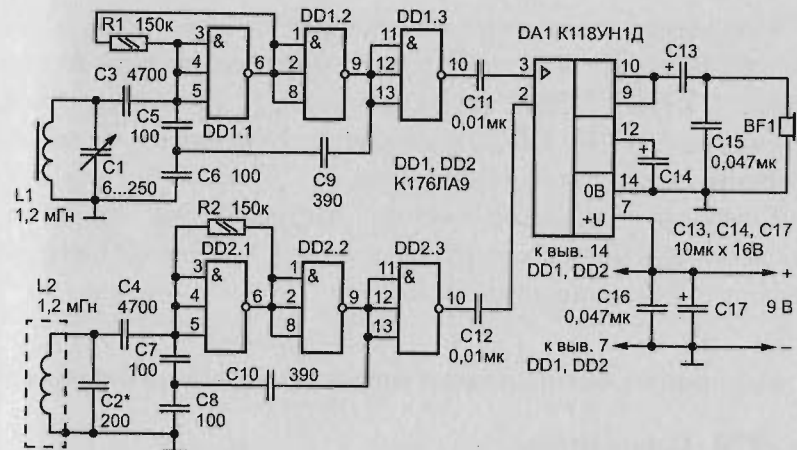 R1 150к
DD1.2
DD1.3
DA1 К118УН1Д
C13
+
C3 4700
3
&
4
5
6
1
&
2
8
9
11
&
12
13
10
C11
0,01мк
3
2
10
9
12
14
7
0В
+U
+
C14
C15
0,047мк
BF1
C5
100
DD1.1
C1
6...250
L1
1,2 мГн
C6 100
C9
390
DD1, DD2
К176ЛА9
R2 150к
DD2.1
DD2.2
DD2.3
L2
1,2 мГн
C4
4700
3
&
4
5
6
1
&
2
8
9
11
&
12
13
10
C12
0,01мк
C7
100
C10 390
C2*
200
C8
100
C13, C14, C17
10мк х 16В
к выв. 14
DD1, DD2
+
C16
0,047мк
+
C17
9 В
к выв. 7
DD1, DD2
–